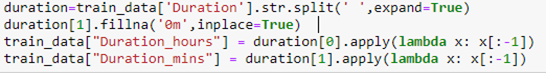 duration=train_data['Duration'].str.split(' ',expand=True)
duration[1].fillna('0m',inplace=True)
train_data["Duration_hours"] = duration[0].apply(lambda x: x[:-1])
train_data["Duration_mins"] = duration[1].apply(lambda x: x[:-1])